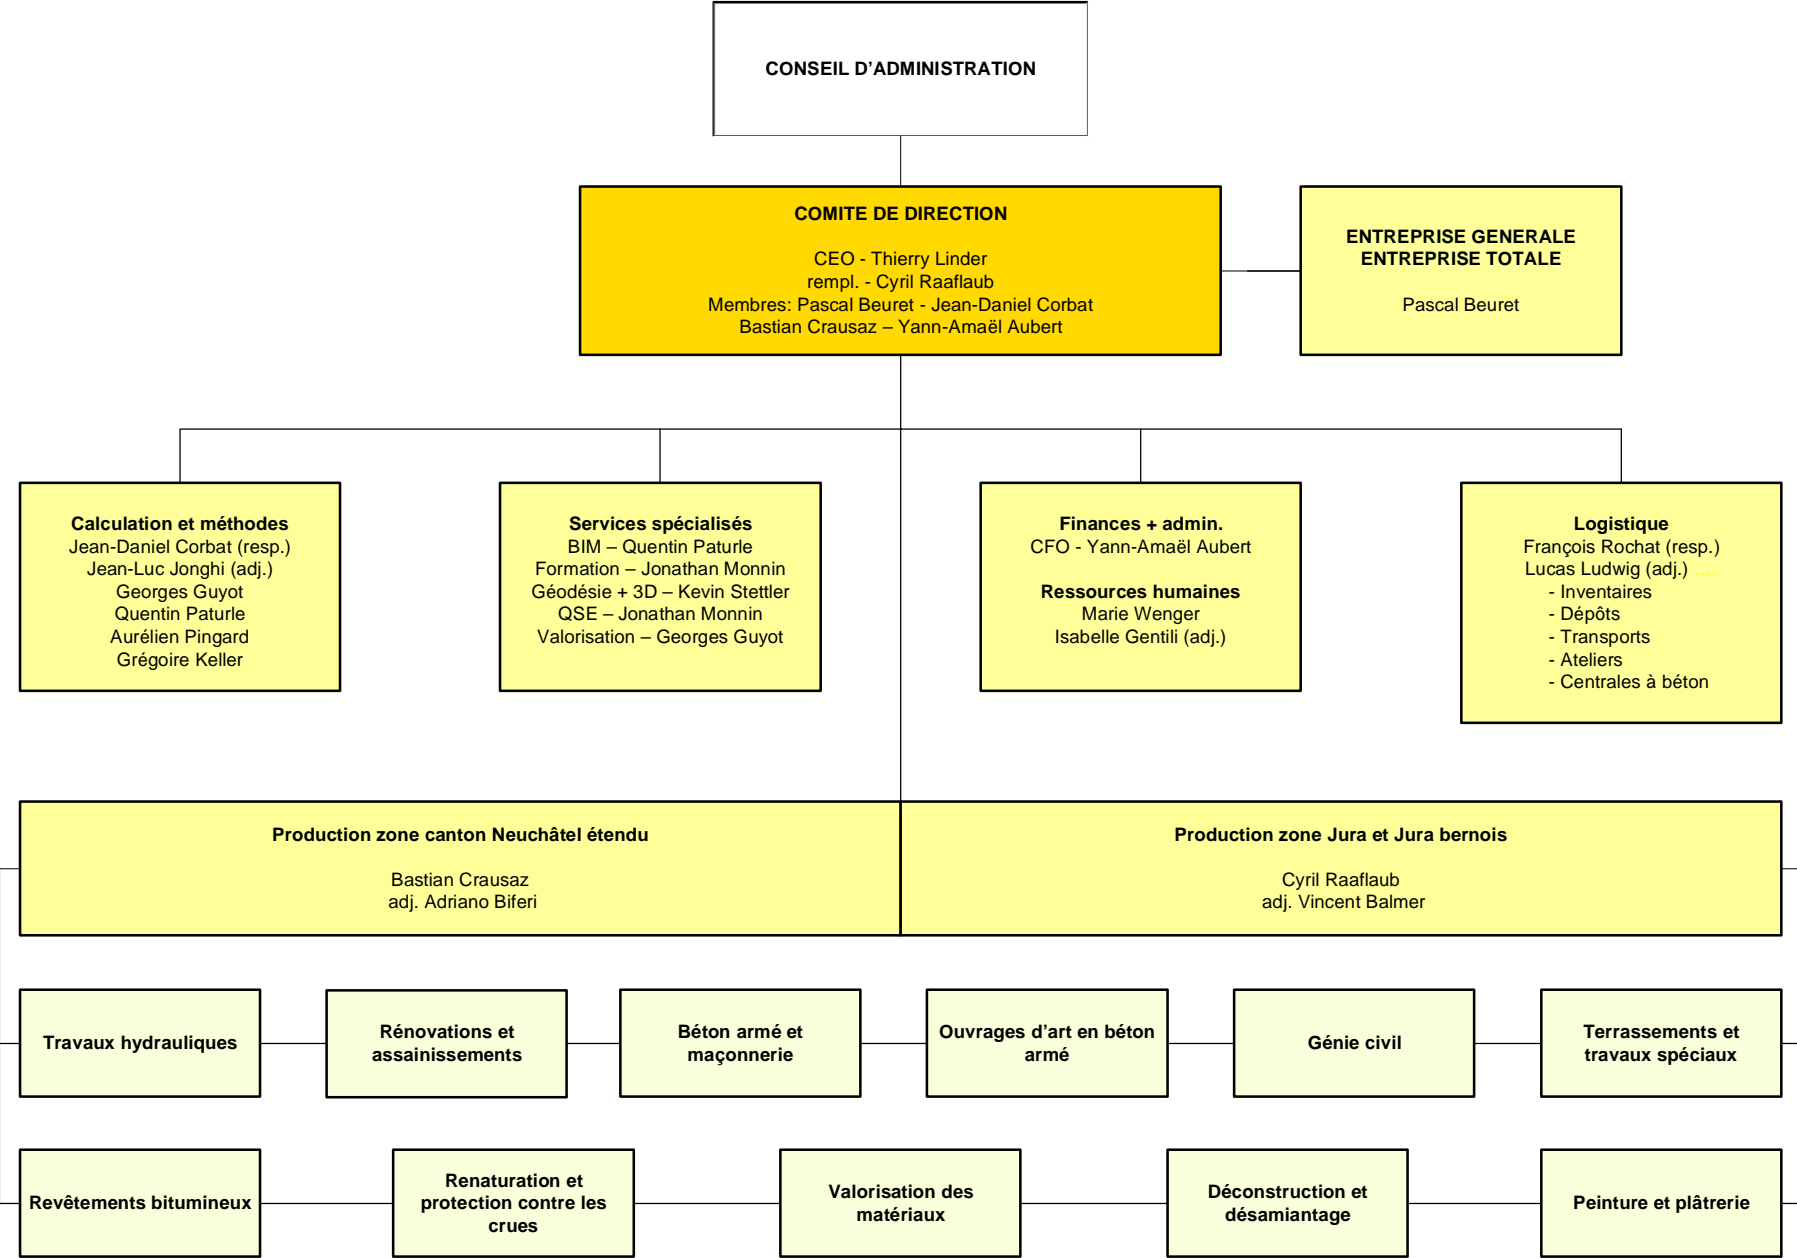 CONSEIL D’ADMINISTRATION
COMITE DE DIRECTION
CEO - Thierry Linder
rempl. - Cyril Raaflaub
Membres: Pascal Beuret - Jean-Daniel Corbat
Bastian Crausaz – Yann-Amaël Aubert
ENTREPRISE GENERALE
ENTREPRISE TOTALE
Pascal Beuret
Calculation et méthodes
Jean-Daniel Corbat (resp.)
Jean-Luc Jonghi (adj.)
Georges Guyot
Quentin Paturle
Aurélien Pingard
Grégoire Keller
Services spécialisés
BIM – Quentin Paturle
Formation – Jonathan Monnin
Géodésie + 3D – Kevin Stettler
QSE – Jonathan Monnin
Valorisation – Georges Guyot
Finances + admin.
CFO - Yann-Amaël Aubert
Ressources humaines
Marie Wenger
Isabelle Gentili (adj.)
Logistique
François Rochat (resp.)
Lucas Ludwig (adj.) ....
- Inventaires
- Dépôts
- Transports
- Ateliers
- Centrales à béton
Production zone canton Neuchâtel étendu
Bastian Crausaz
adj. Adriano Biferi
Production zone Jura et Jura bernois
Cyril Raaflaub
adj. Vincent Balmer
Travaux hydrauliques
Rénovations et
assainissements
Béton armé et
maçonnerie
Ouvrages d’art en béton
armé
Génie civil
Terrassements et
travaux spéciaux
Revêtements bitumineux
Renaturation et
protection contre les
crues
Valorisation des
matériaux
Déconstruction et
désamiantage
Peinture et plâtrerie